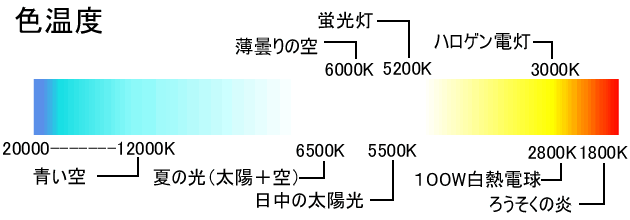 色温度
蛍光灯
薄曇りの空
ハロゲン電灯
6000K
5200K
3000K
20000-------12000K
6500K
5500K
2800K
1800K
青い空
夏の光(太陽+空)
日中の太陽光
100W白熱電球
ろうそくの炎